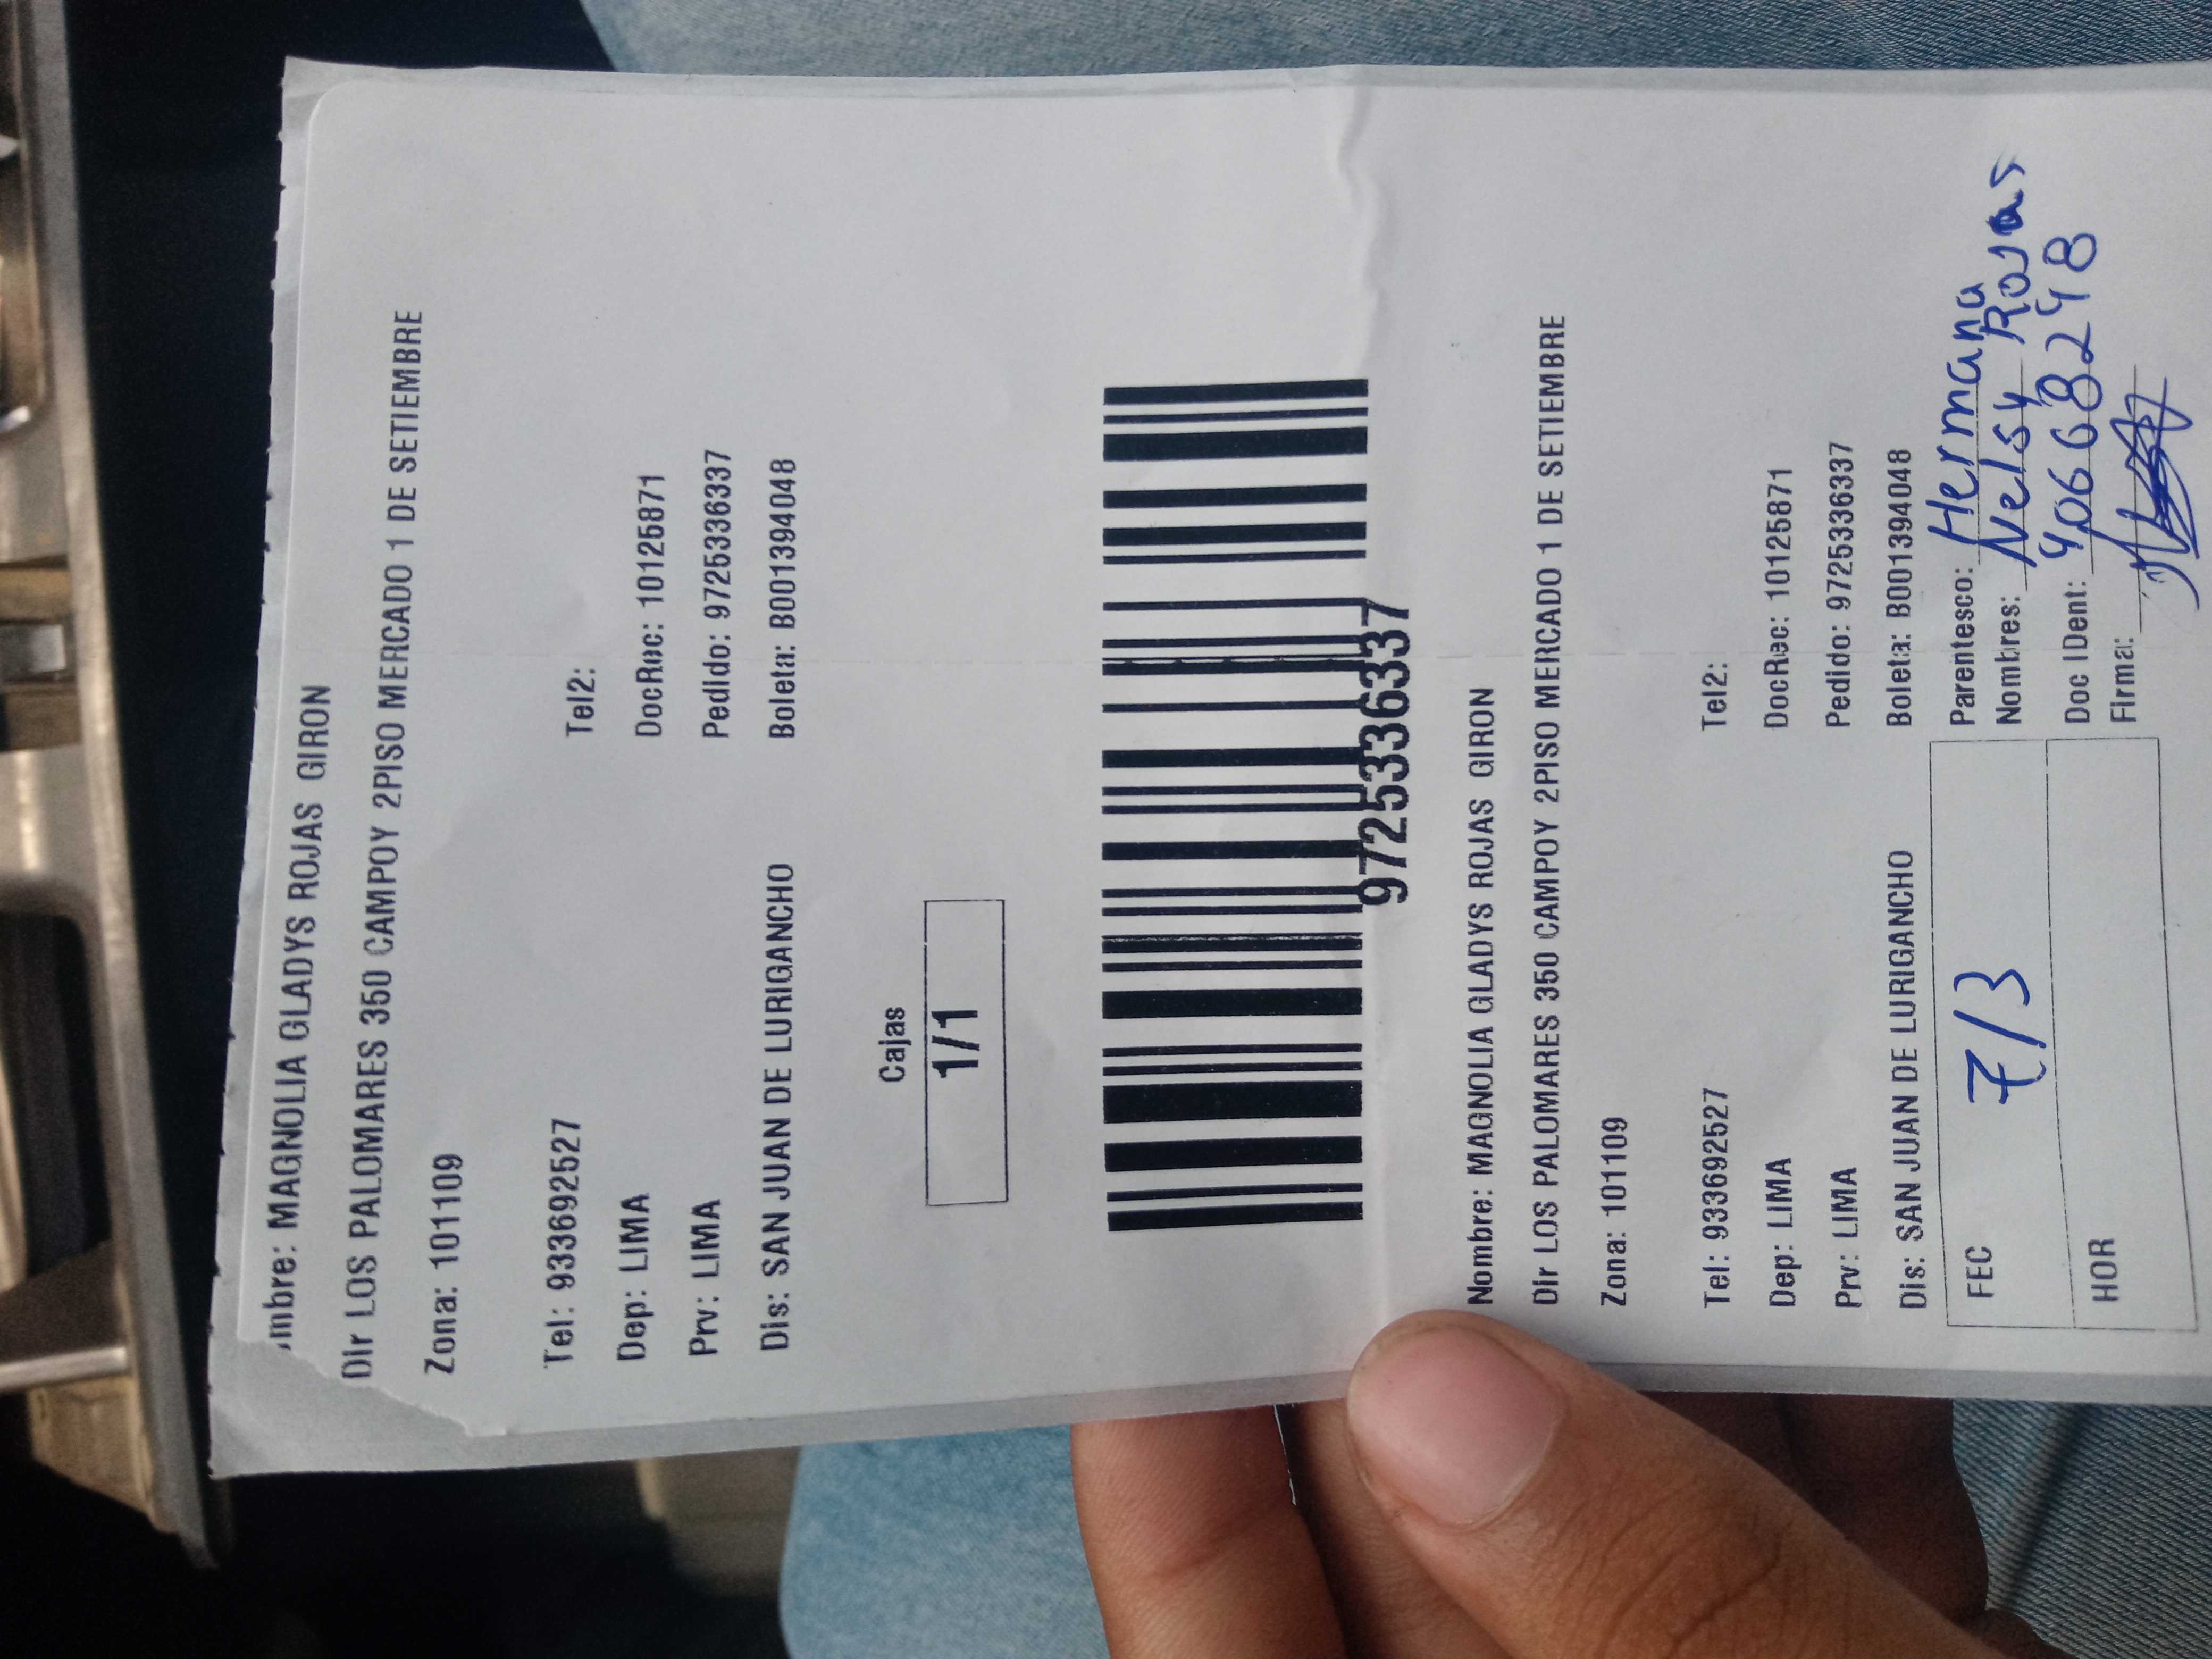 mbre: MAGNOLIA GLADYS ROJAS GIRON
Dir LOS PALOMARES 350 CAMPOY 2PISO MERCADO 1 DE SETIEMBRE
Zona: 101109
Tel: 933692527 Tel2:
Dep: LIMA DocRec: 10125871
Prv: LIMA Pedido: 9725336337
Dis: SAN JUAN DE LURIGANCHO Boleta: B001394048
Cajas
1/1
9725336337
Nombre: MAGNOLIA GLADYS ROJAS GIRON
Dir LOS PALOMARES 350 CAMPOY 2PISO MERCADO 1 DE SETIEMBRE
Zona: 101109
Tel: 933692527 Tel2:
Dep: LIMA DocRec: 10125871
Prv: LIMA Pedido: 9725336337
Dis: SAN JUAN DE LURIGANCHO Boleta: B001394048
FEC 7/3 Parentesco: Hermana
Nombres: Nelsy Rojas
HOR Doc IDent: 40668248
Firma: